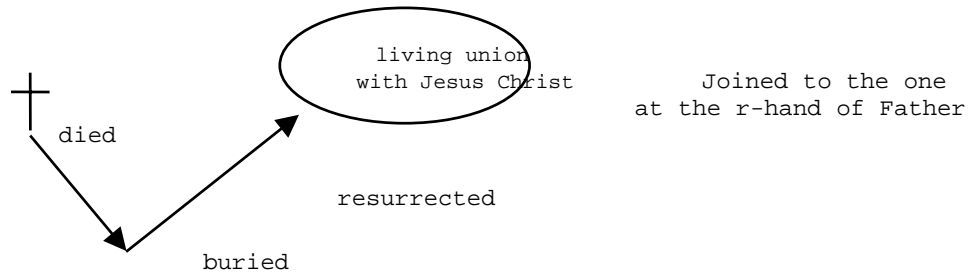 living union
with Jesus Christ
Joined to the one
at the r-hand of Father
died
resurrected
buried